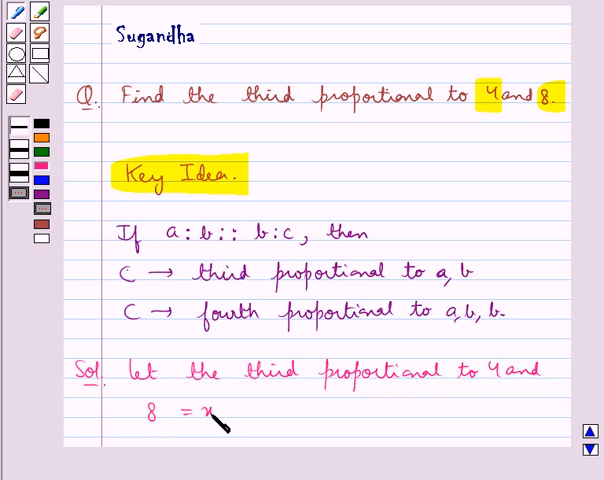 Sugandha
Q. Find the third proportional to 4 and 8.
Key Idea.
If a : b : : b : c, then
C → third proportional to a, b
C → fourth proportional to a, b, b.
Sol. Let the third proportional to 4 and
8 = x